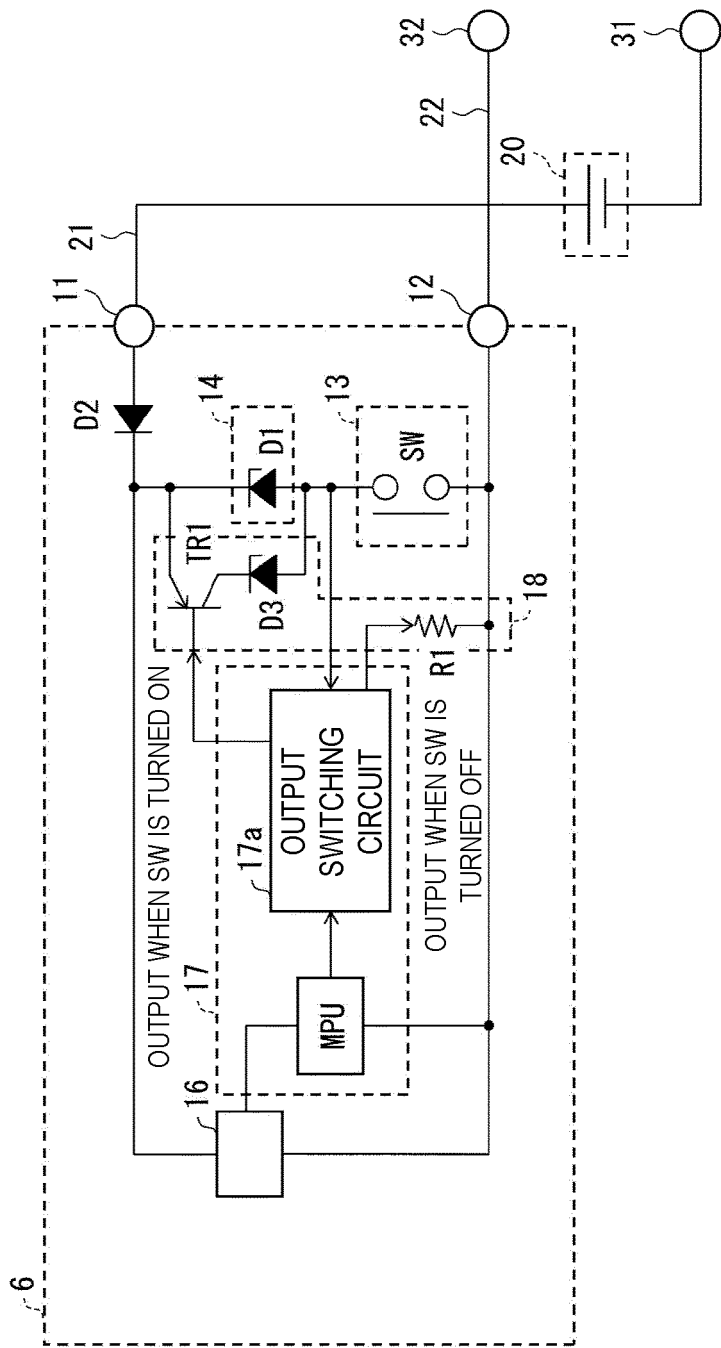 6
16
17
OUTPUT WHEN SW IS TURNED ON
MPU
17a
OUTPUT
SWITCHING
CIRCUIT
OUTPUT WHEN SW IS
TURNED OFF
TR1
D3
R1
18
14
D1
13
SW
D2
11
12
21
22
20
32
31